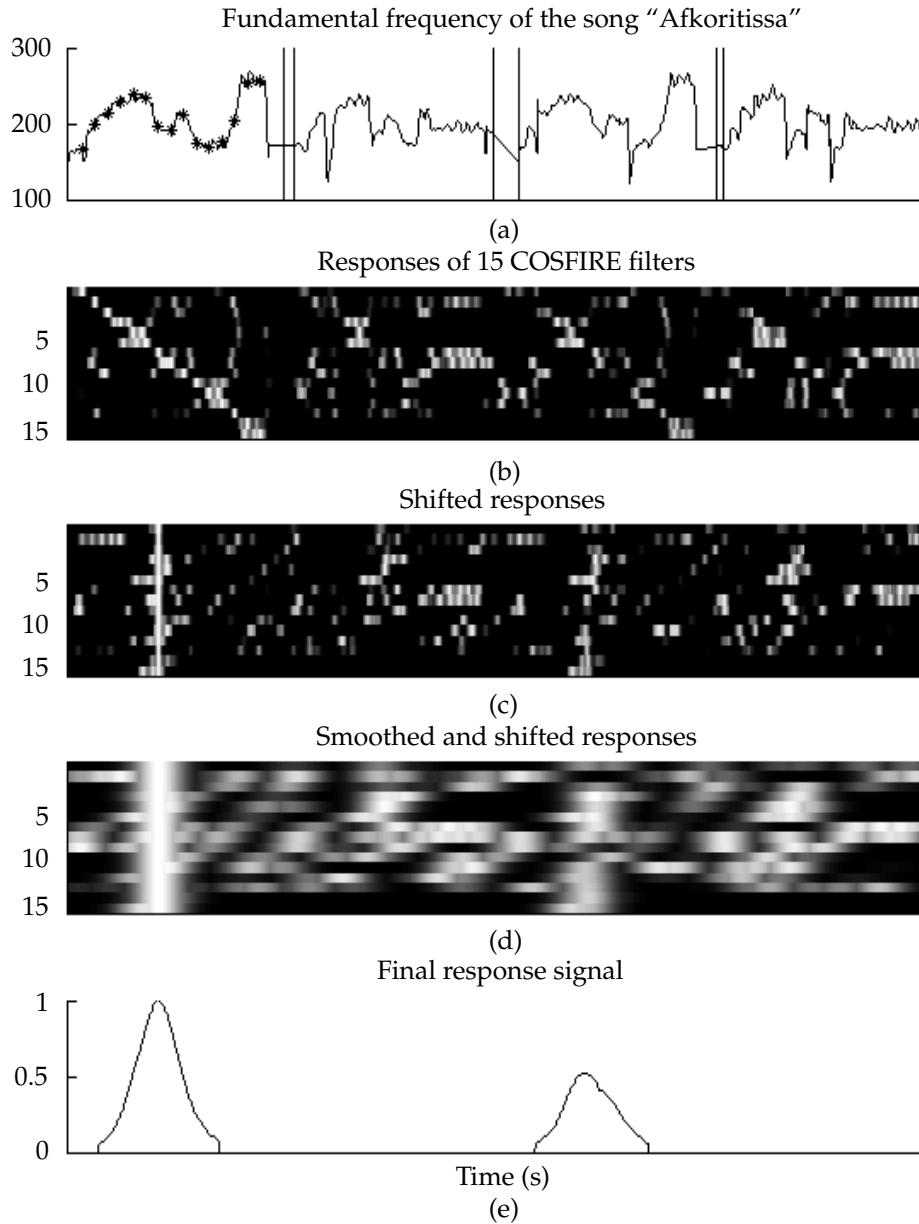 Fundamental frequency of the song “Afkoritissa”
300
200
100
(a)
Responses of 15 COSFIRE filters
5
10
15
(b)
Shifted responses
5
10
15
(c)
Smoothed and shifted responses
5
10
15
(d)
Final response signal
1
0.5
0
Time (s)
(e)